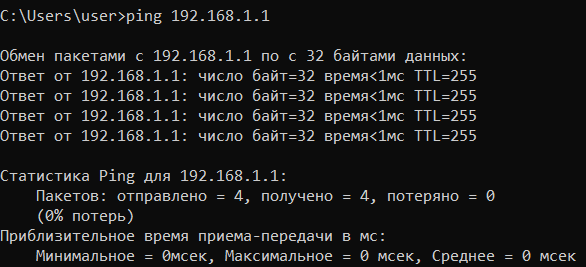 C:\Users\user>ping 192.168.1.1
Обмен пакетами с 192.168.1.1 по с 32 байтами данных:
Ответ от 192.168.1.1: число байт=32 время<1мс TTL=255
Ответ от 192.168.1.1: число байт=32 время<1мс TTL=255
Ответ от 192.168.1.1: число байт=32 время<1мс TTL=255
Ответ от 192.168.1.1: число байт=32 время<1мс TTL=255
Статистика Ping для 192.168.1.1:
Пакетов: отправлено = 4, получено = 4, потеряно = 0
(0% потерь)
Приблизительное время приема-передачи в мс:
Минимальное = 0мсек, Максимальное = 0 мсек, Среднее = 0 мсек